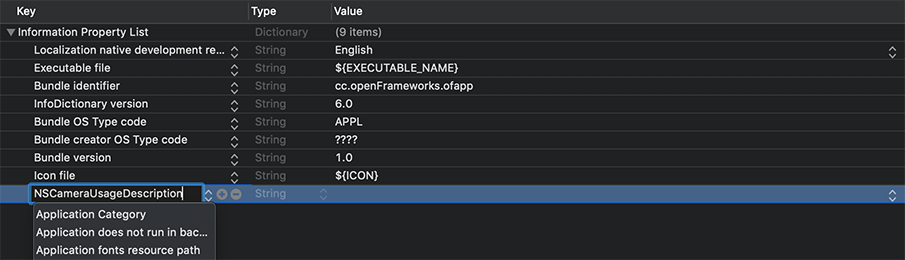 Key Type Value
Information Property List Dictionary (9 items)
Localization native development re... String English
Executable file String ${EXECUTABLE_NAME}
Bundle identifier String cc.openFrameworks.ofapp
InfoDictionary version String 6.0
Bundle OS Type code String APPL
Bundle creator OS Type code String ????
Bundle version String 1.0
Icon file String ${ICON}
NSCameraUsageDescription String
Application Category
Application does not run in bac...
Application fonts resource path